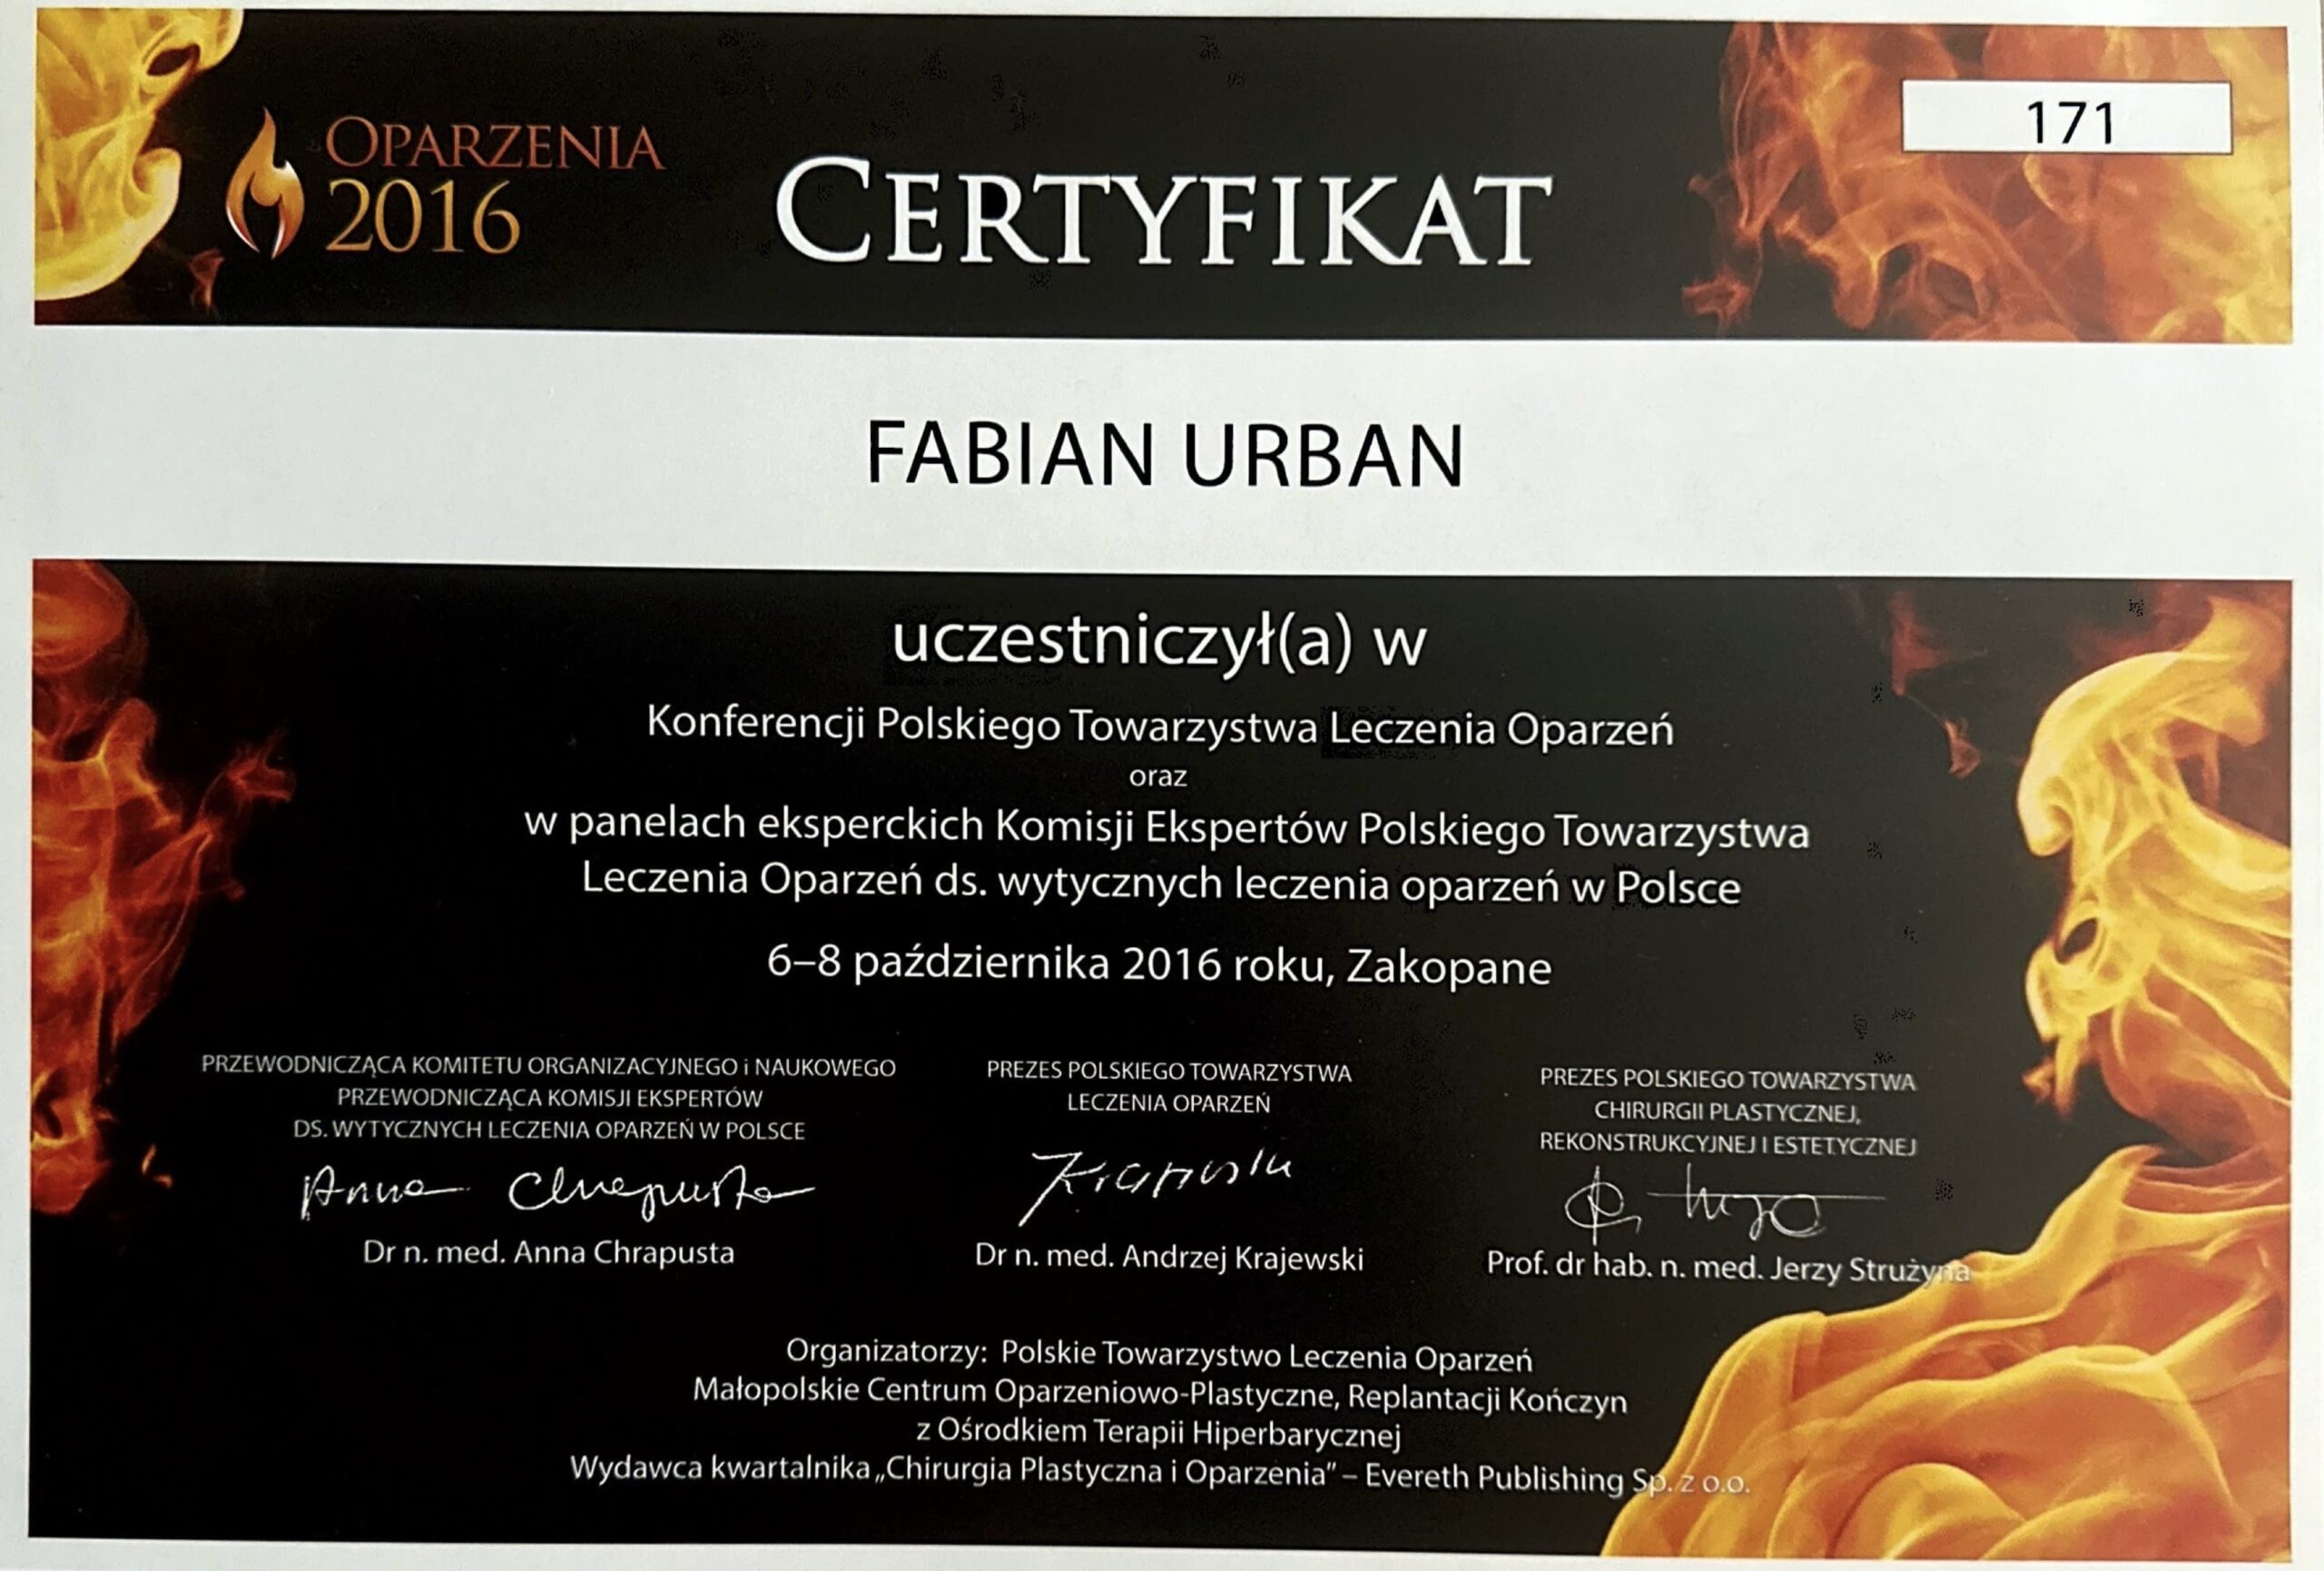 OPARZENIA
2016
CERTYFIKAT
171
FABIAN URBAN
uczestniczył(a) w
Konferencji Polskiego Towarzystwa Leczenia Oparzeń
oraz
w panelach eksperckich Komisji Ekspertów Polskiego Towarzystwa
Leczenia Oparzeń ds. wytycznych leczenia oparzeń w Polsce
6–8 października 2016 roku, Zakopane
PRZEWODNICZĄCA KOMITETU ORGANIZACYJNEGO i NAUKOWEGO
PRZEWODNICZĄCA KOMISJI EKSPERTÓW
DS. WYTYCZNYCH LECZENIA OPARZEŃ W POLSCE
Anna Chrapusta
Dr n. med. Anna Chrapusta
PREZES POLSKIEGO TOWARZYSTWA
LECZENIA OPARZEŃ
Dr n. med. Andrzej Krajewski
PREZES POLSKIEGO TOWARZYSTWA
CHIRURGII PLASTYCZNEJ,
REKONSTRUKCYJNEJ I ESTETYCZNEJ
Prof. dr hab. n. med. Jerzy Strużyna
Organizatorzy: Polskie Towarzystwo Leczenia Oparzeń
Małopolskie Centrum Oparzeniowo-Plastyczne, Replantacji Kończyn
z Ośrodkiem Terapii Hiperbarycznej
Wydawca kwartalnika „Chirurgia Plastyczna i Oparzenia” – Evereth Publishing Sp. z o.o.